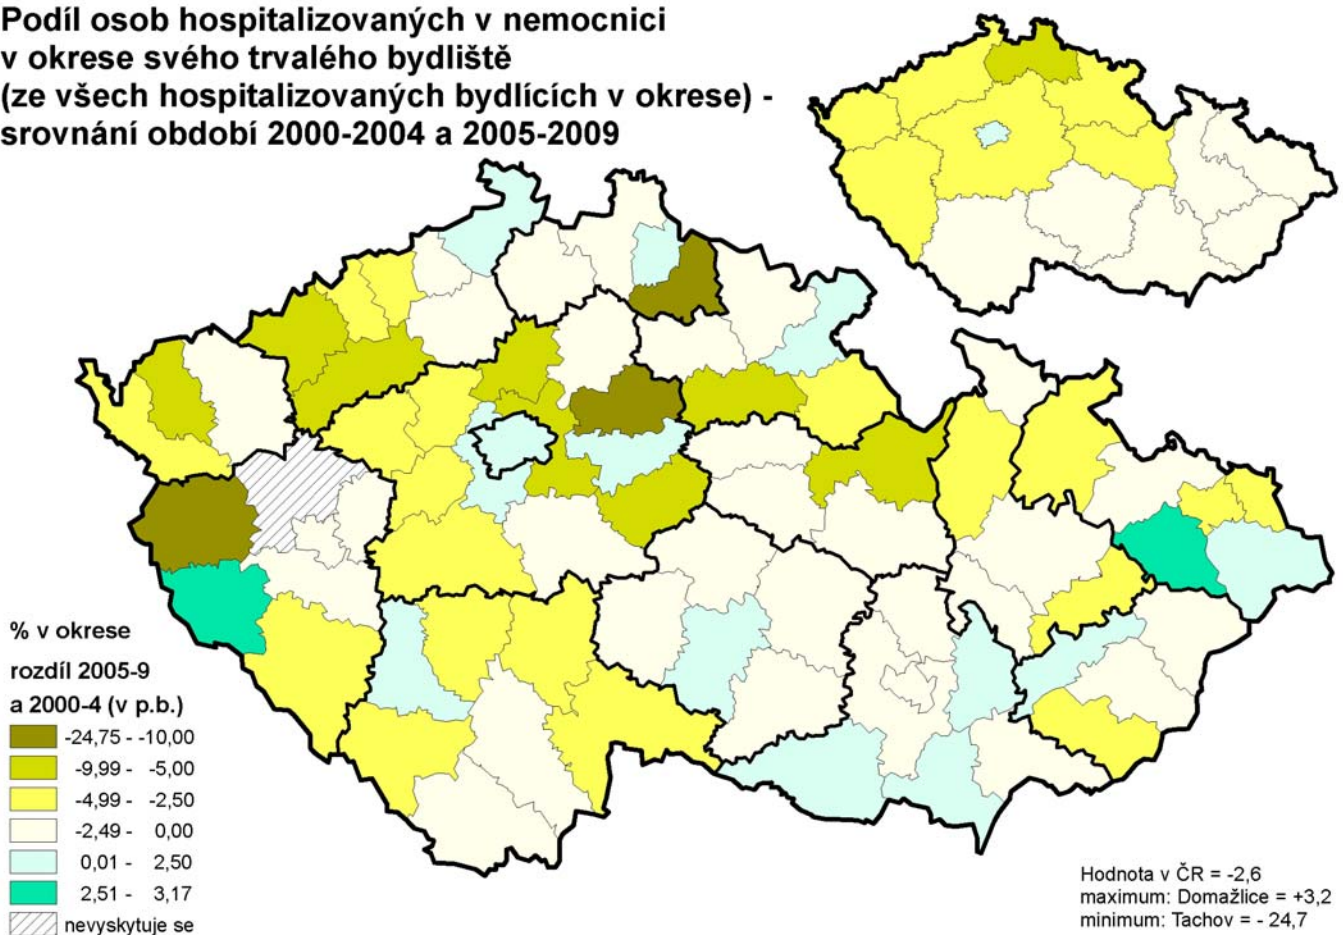 Podíl osob hospitalizovaných v nemocnici
v okrese svého trvalého bydliště
(ze všech hospitalizovaných bydlících v okrese) -
srovnání období 2000-2004 a 2005-2009
% v okrese
rozdíl 2005-9
a 2000-4 (v p.b.)
-24,75 - -10,00
-9,99 - -5,00
-4,99 - -2,50
-2,49 - 0,00
0,01 - 2,50
2,51 - 3,17
nevyskytuje se
Hodnota v ČR = -2,6
maximum: Domažlice = +3,2
minimum: Tachov = - 24,7